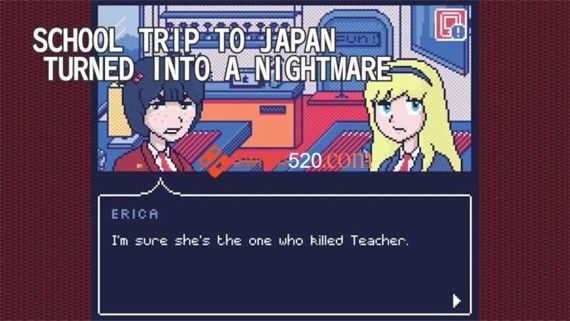 SCHOOL TRIP TO JAPAN
TURNED INTO A NIGHTMARE
FUN!
520.com
ERICA
I'm sure she's the one who killed Teacher.